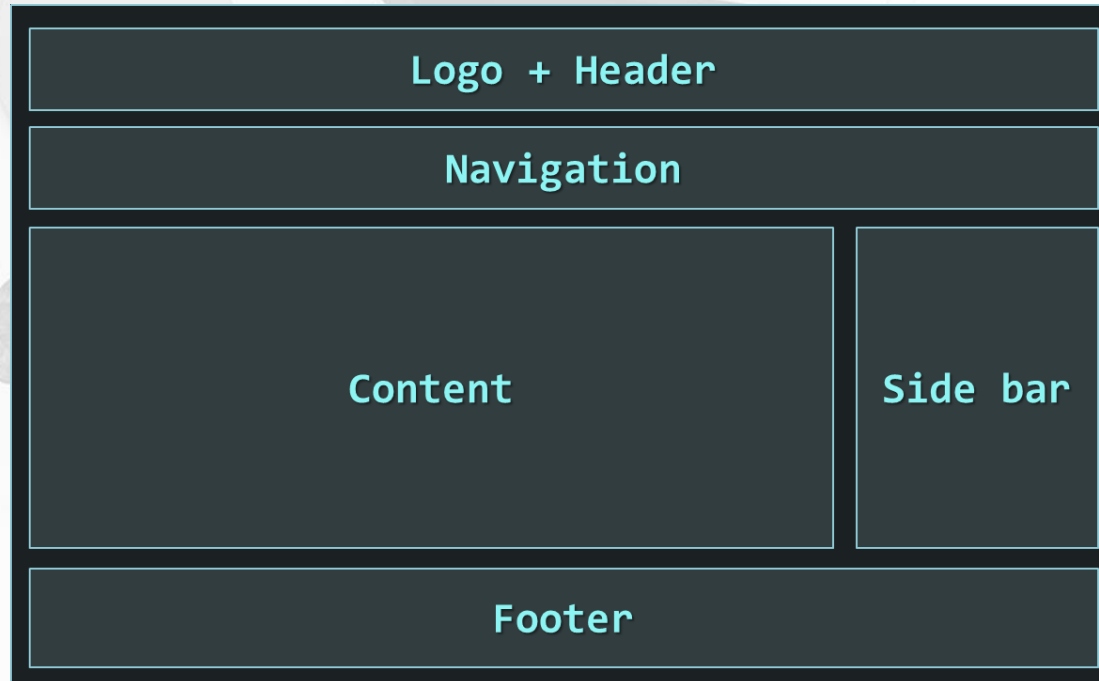 Logo + Header
Navigation
Content
Side bar
Footer